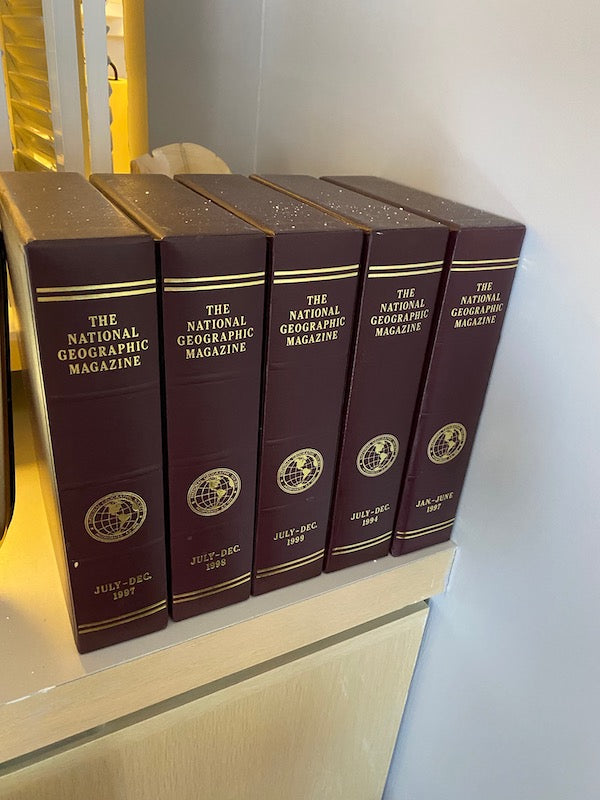 THE
NATIONAL
GEOGRAPHIC
MAGAZINE
JULY–DEC.
1997
THE
NATIONAL
GEOGRAPHIC
MAGAZINE
JULY–DEC.
1998
THE
NATIONAL
GEOGRAPHIC
MAGAZINE
JULY–DEC.
1999
THE
NATIONAL
GEOGRAPHIC
MAGAZINE
JULY–DEC.
1994
THE
NATIONAL
GEOGRAPHIC
MAGAZINE
JAN.–JUNE
1997